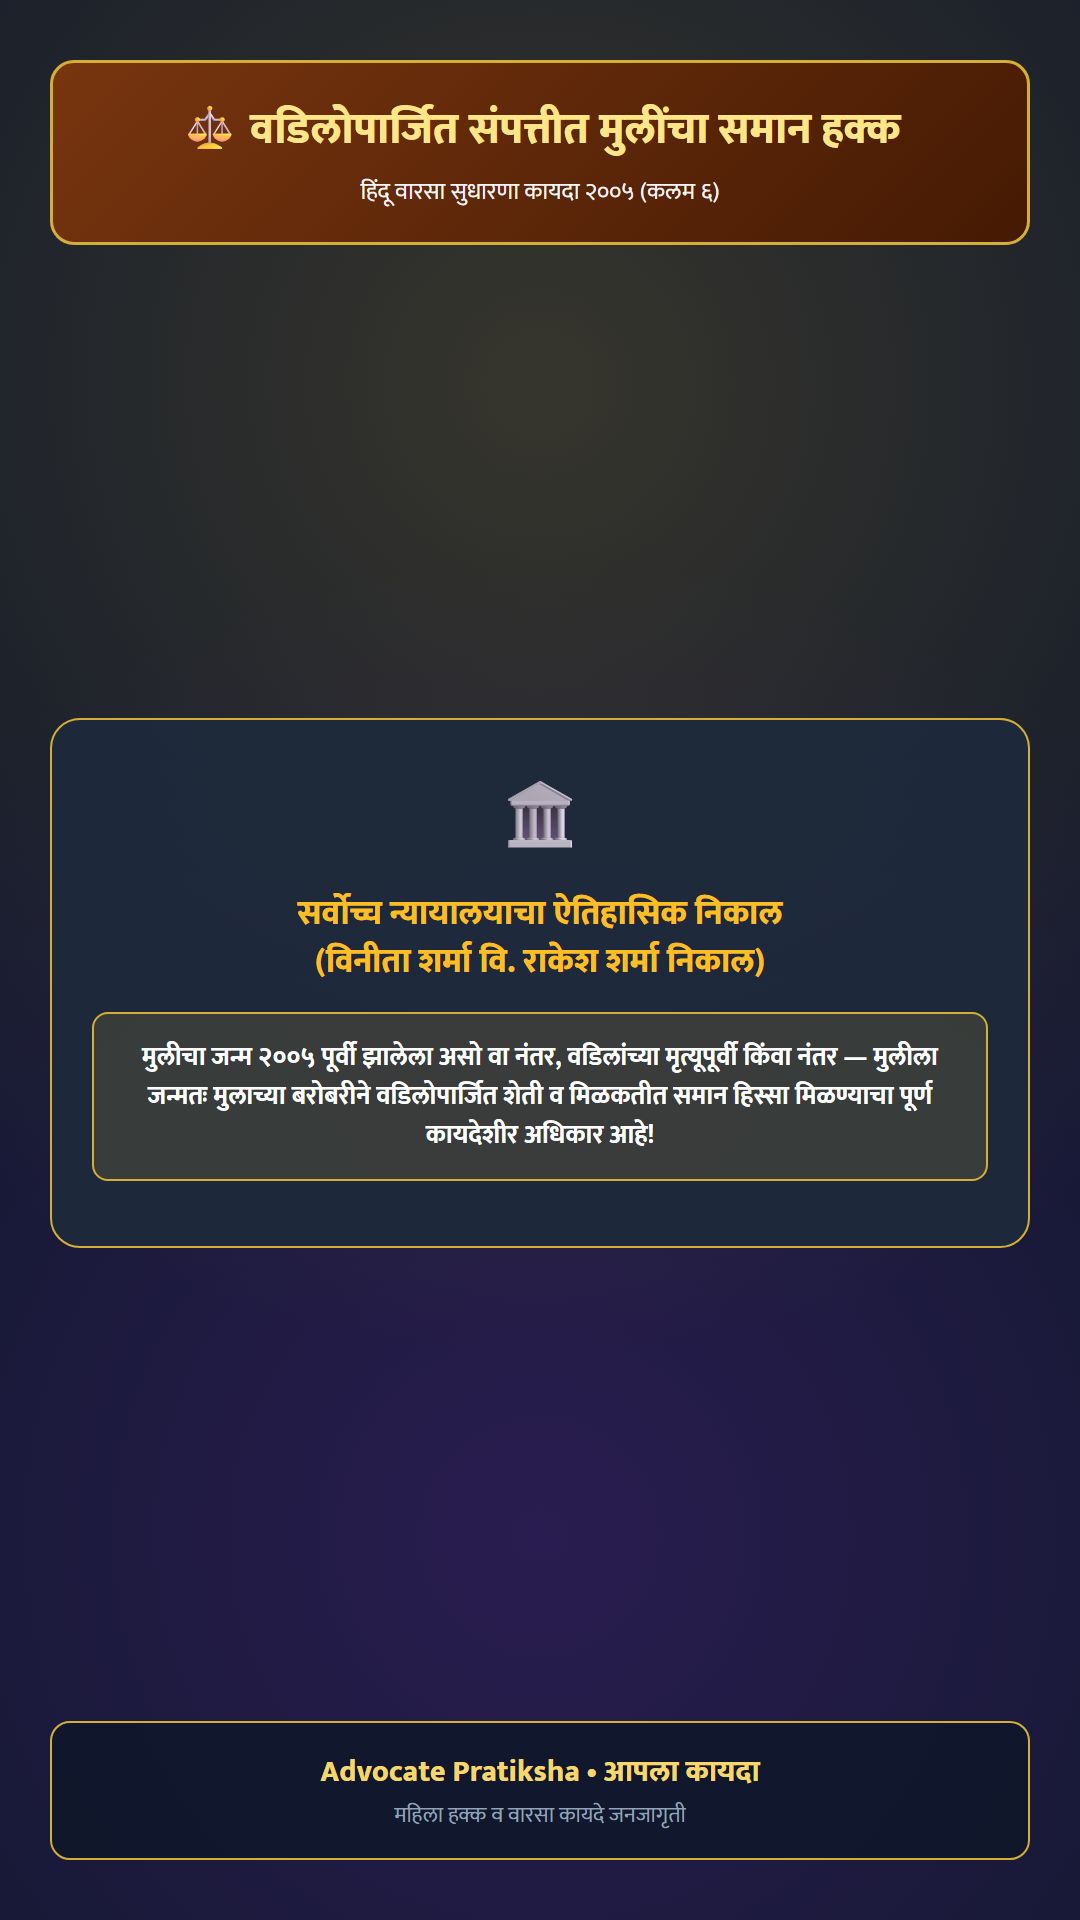 ⚖️ वडिलोपार्जित संपत्तीत मुलींचा समान हक्क
हिंदू वारसा सुधारणा कायदा २००५ (कलम ६)
सर्वोच्च न्यायालयाचा ऐतिहासिक निकाल
(विनीता शर्मा वि. राकेश शर्मा निकाल)
मुलीचा जन्म २००५ पूर्वी झालेला असो वा नंतर, वडिलांच्या मृत्यूपूर्वी किंवा नंतर — मुलीला
जन्मतः मुलाच्या बरोबरीने वडिलोपार्जित शेती व मिळकतीत समान हिस्सा मिळण्याचा पूर्ण
कायदेशीर अधिकार आहे!
Advocate Pratiksha • आपला कायदा
महिला हक्क व वारसा कायदे जनजागृती